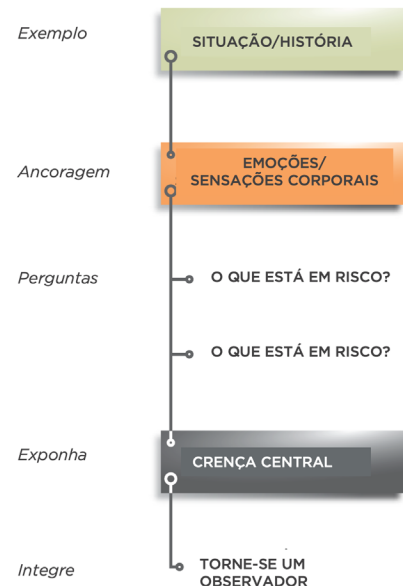 Exemplo
SITUAÇÃO/HISTÓRIA
Ancoragem
EMOÇÕES/
SENSAÇÕES CORPORAIS
Perguntas
O QUE ESTÁ EM RISCO?
O QUE ESTÁ EM RISCO?
Exponha
CRENÇA CENTRAL
Integre
TORNE-SE UM
OBSERVADOR